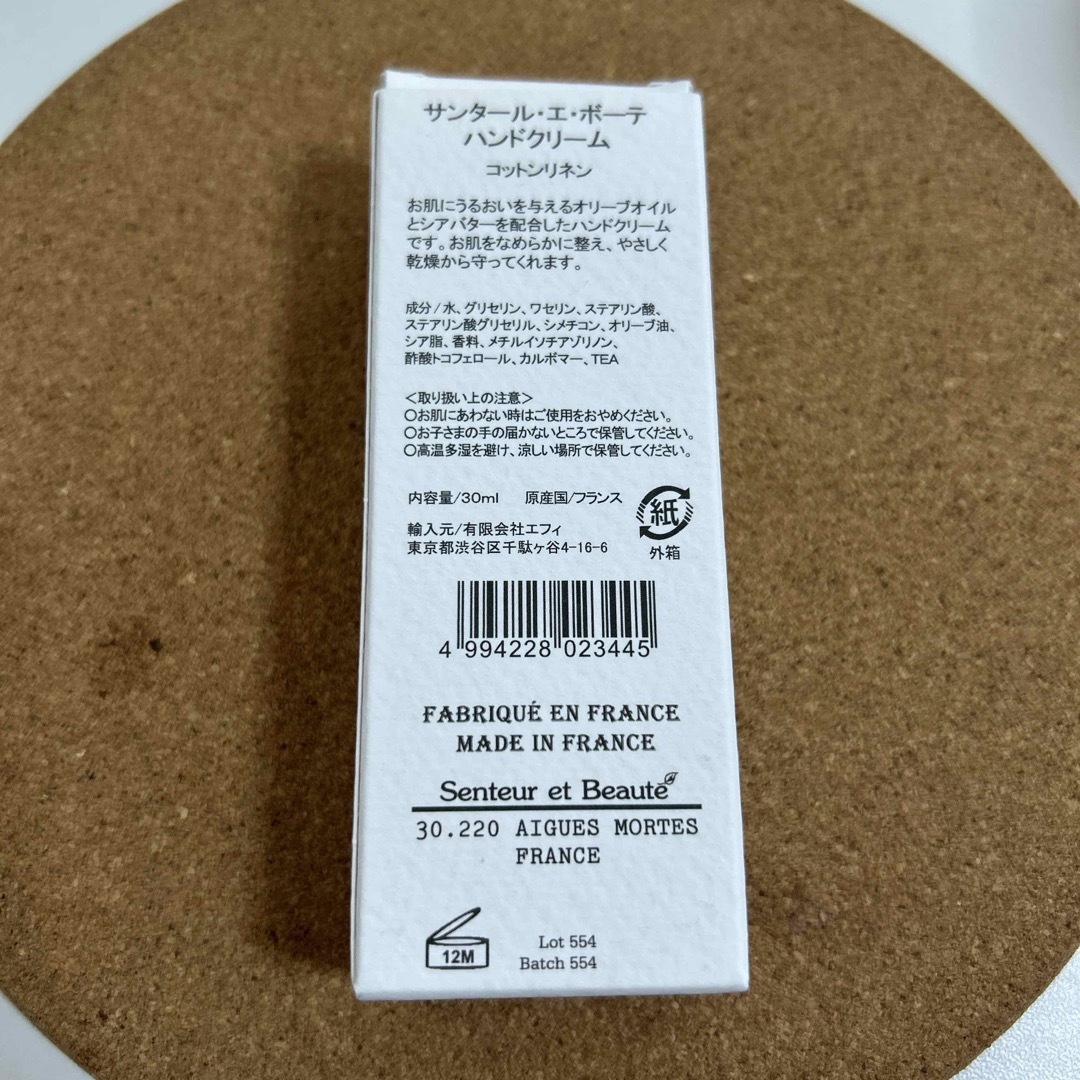 サンタール・エ・ボーテ
ハンドクリーム
コットンリネン
お肌にうるおいを与えるオリーブオイル
とシアバターを配合したハンドクリーム
です。お肌をなめらかに整え、やさしく
乾燥から守ってくれます。
成分/水、グリセリン、ワセリン、ステアリン酸、
ステアリン酸グリセリル、シメチコン、オリーブ油、
シア脂、香料、メチルイソチアゾリノン、
酢酸トコフェロール、カルボマー、TEA
＜取り扱い上の注意＞
○お肌にあわない時はご使用をおやめください。
○お子さまの手の届かないところで保管してください。
○高温多湿を避け、涼しい場所で保管してください。
内容量/30ml 原産国/フランス
輸入元/有限会社エフィ
東京都渋谷区千駄ヶ谷4-16-6
紙
外箱
4 994228 023445
FABRIQUÉ EN FRANCE
MADE IN FRANCE
Senteur et Beauté
30.220 AIGUES MORTES
FRANCE
12M
Lot 554
Batch 554